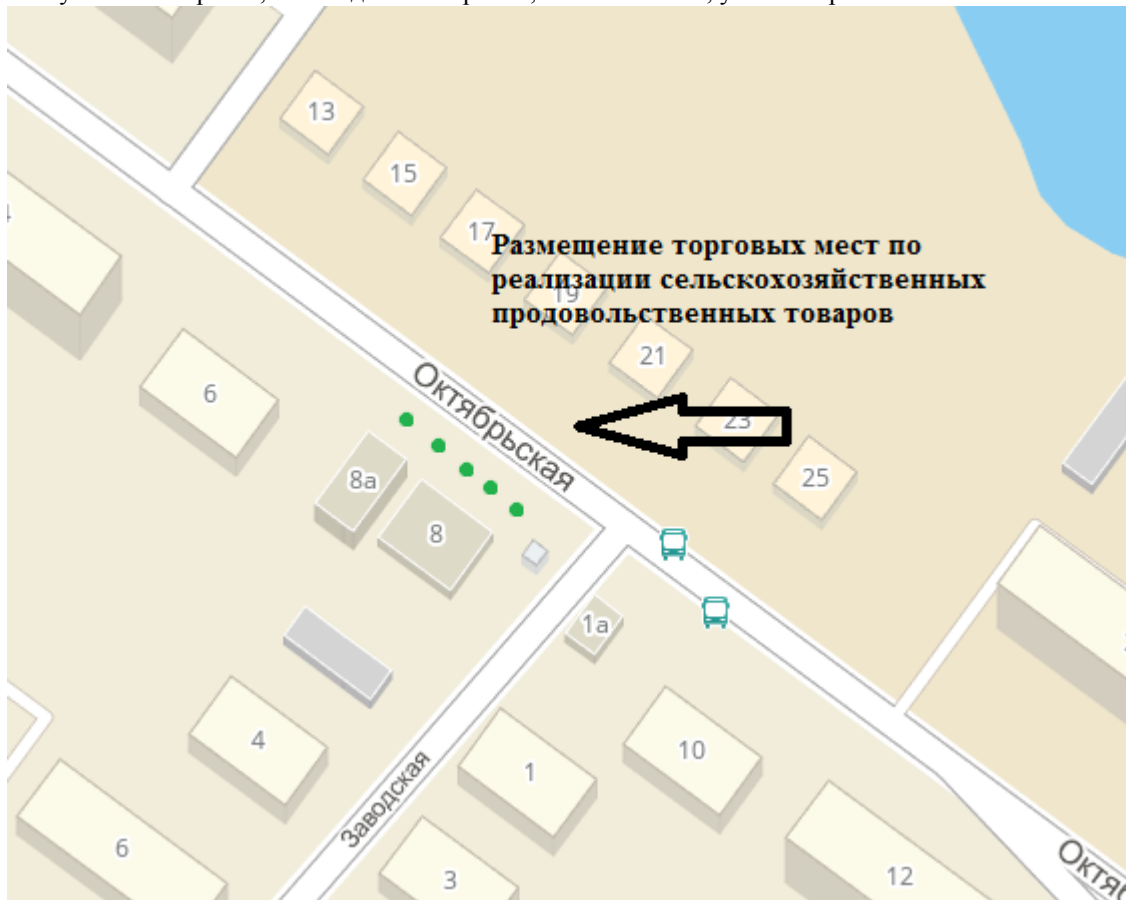 13
15
17
Размещение торговых мест по
реализации сельскохозяйственных
19
продовольственных товаров
21
6
Октябрьская
23
8а
25
8
1а
4
10
1
Заводская
6
3
12